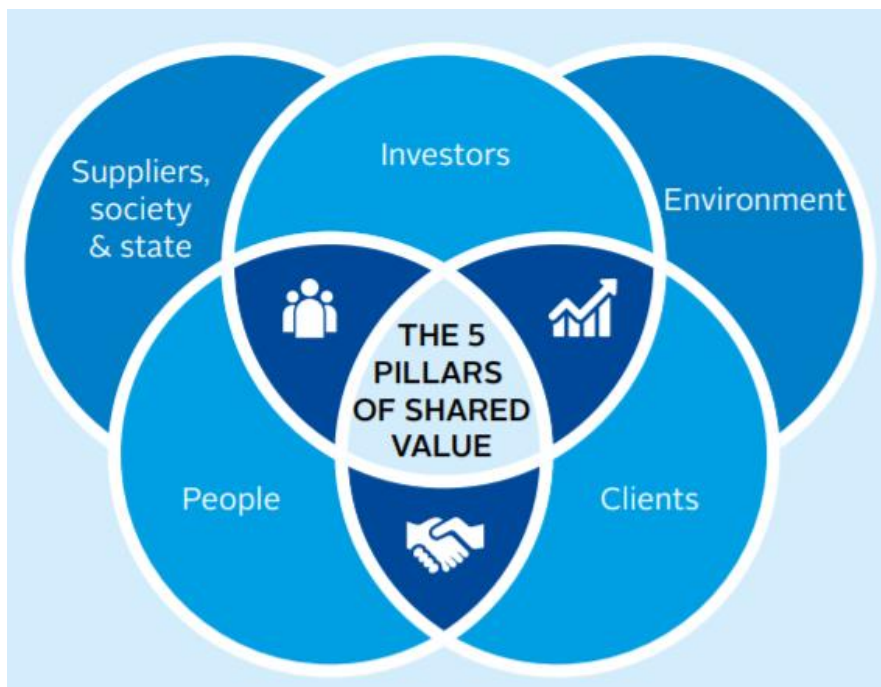 Suppliers,
society
& state
Investors
Environment
THE 5
PILLARS
OF SHARED
VALUE
People
Clients